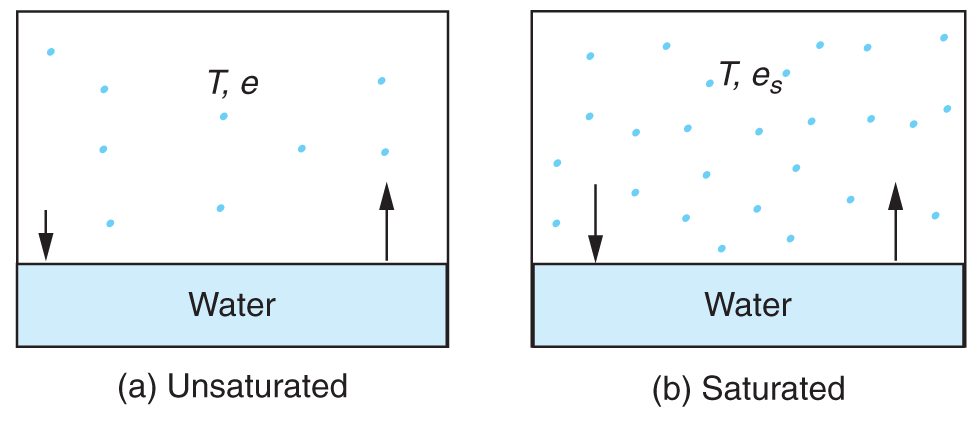 T, e
Water
(a) Unsaturated
T, eₛ
Water
(b) Saturated